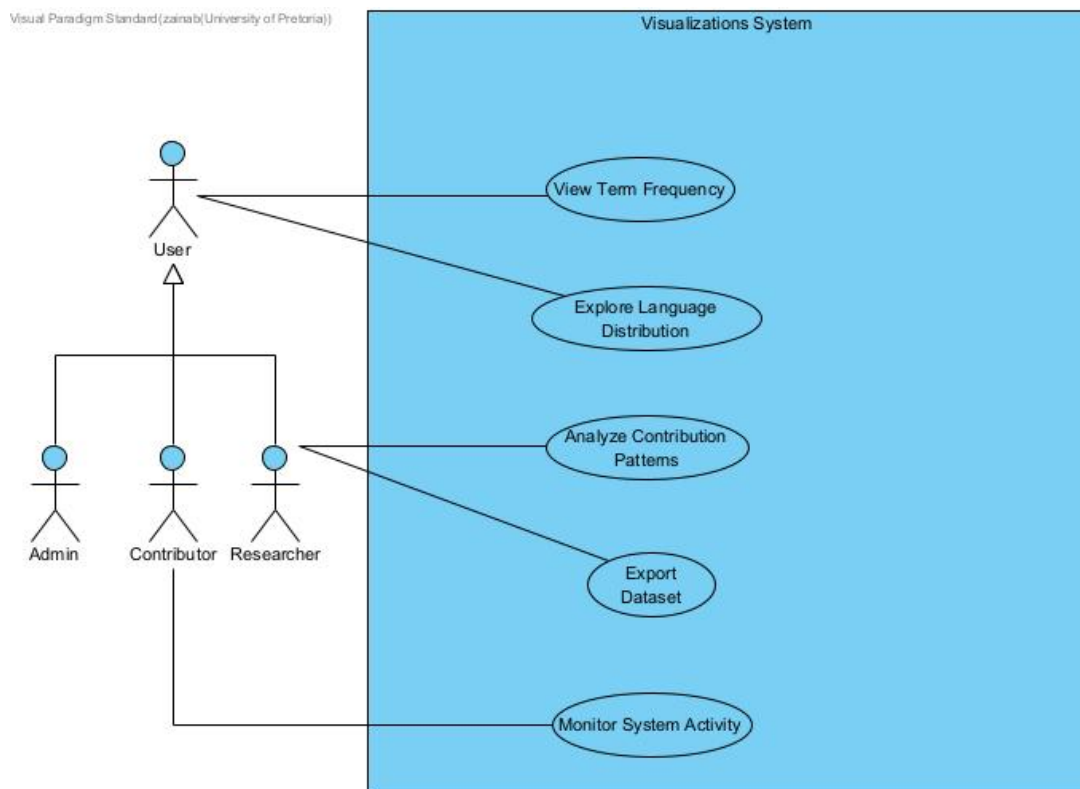 Visual Paradigm Standard(zainab(University of Pretoria))
Visualizations System
View Term Frequency
User
Explore Language
Distribution
Analyze Contribution
Patterns
Admin
Contributor
Researcher
Export
Dataset
Monitor System Activity